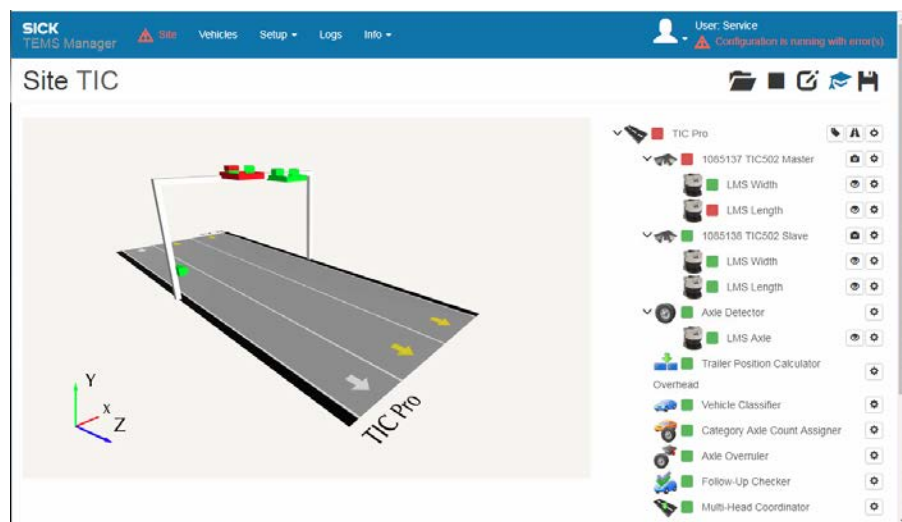 SICK
TEMS Manager
Site
Vehicles
Setup
Logs
Info
User: Service
Configuration is running with error(s)
Site TIC
TIC Pro
1085137 TIC502 Master
LMS Width
LMS Length
1085138 TIC502 Slave
LMS Width
LMS Length
Axle Detector
LMS Axle
Trailer Position Calculator
Overhead
Vehicle Classifier
Category Axle Count Assigner
Axle Overruler
Follow-Up Checker
Multi-Head Coordinator
Y
X
Z
TIC Pro